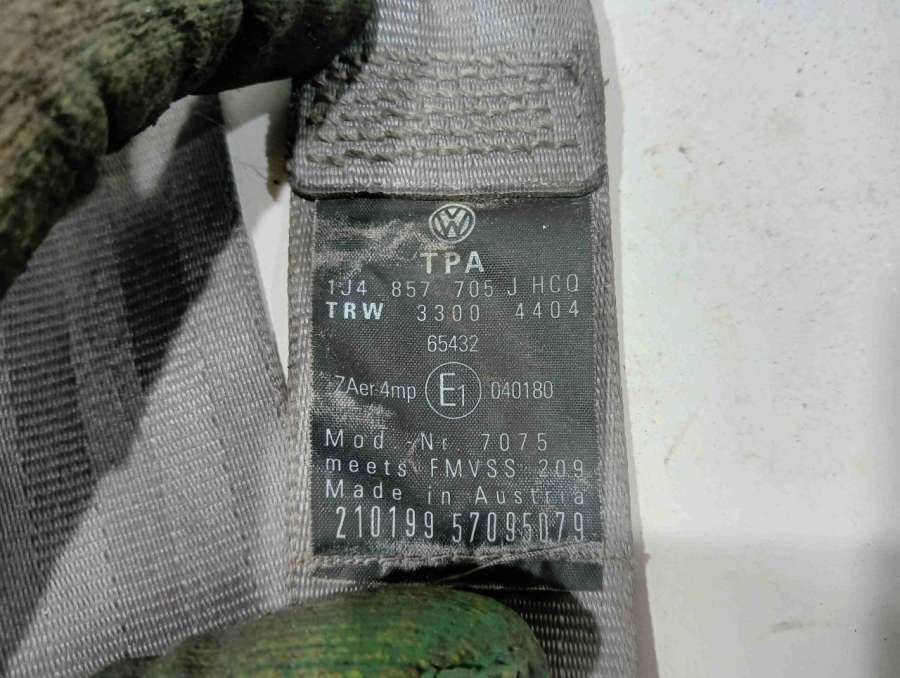 VW
TPA
1J4 857 705 J HCQ
TRW 3300 4404
65432
ZAer-4mp E1 040180
Mod.-Nr. 7075
meets FMVSS 209
Made in Austria
210199 57095079